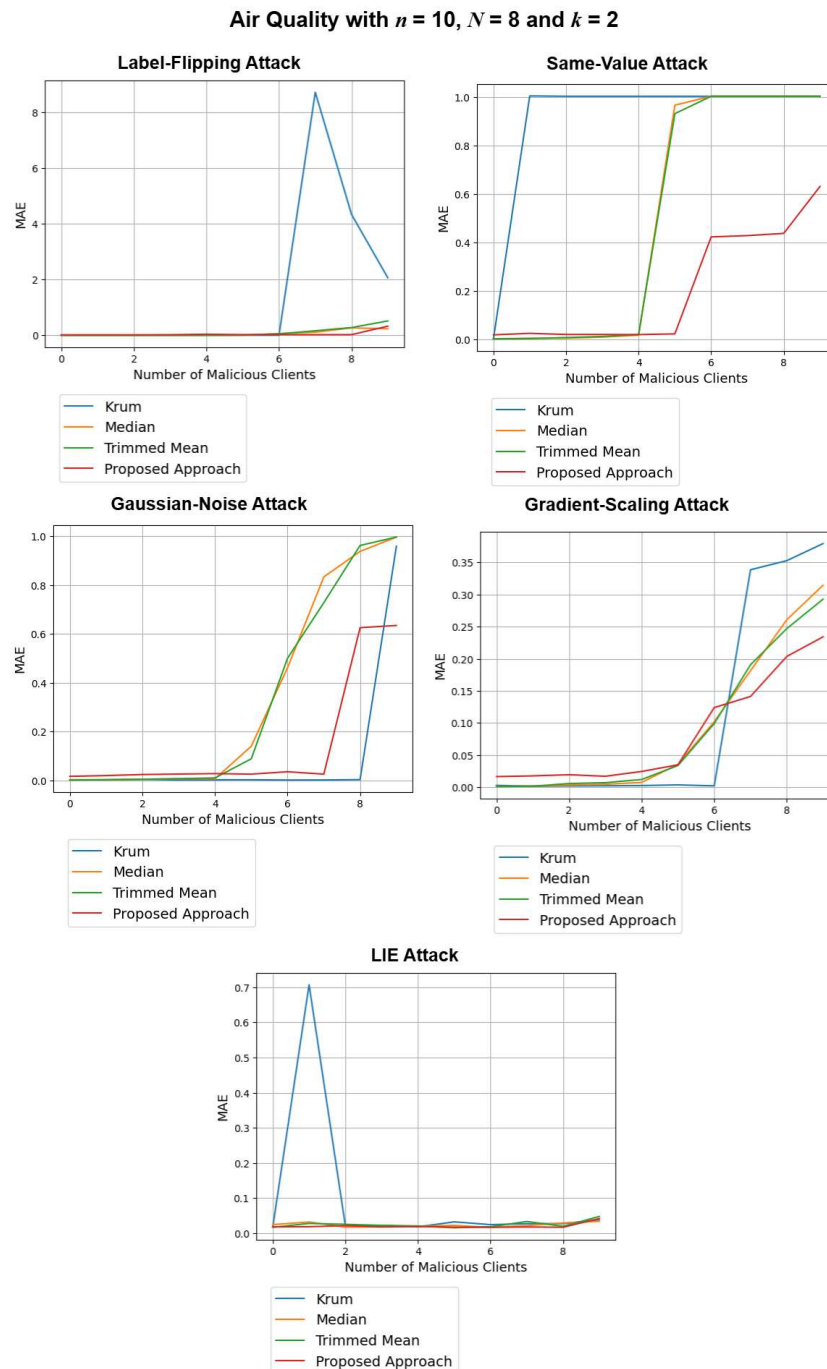 Air Quality with n = 10, N = 8 and k = 2
Label-Flipping Attack
MAE
8
6
4
2
0
0 2 4 6 8
Number of Malicious Clients
Krum
Median
Trimmed Mean
Proposed Approach
Same-Value Attack
MAE
1.0
0.8
0.6
0.4
0.2
0.0
0 2 4 6 8
Number of Malicious Clients
Krum
Median
Trimmed Mean
Proposed Approach
Gaussian-Noise Attack
MAE
1.0
0.8
0.6
0.4
0.2
0.0
0 2 4 6 8
Number of Malicious Clients
Krum
Median
Trimmed Mean
Proposed Approach
Gradient-Scaling Attack
MAE
0.35
0.30
0.25
0.20
0.15
0.10
0.05
0.00
0 2 4 6 8
Number of Malicious Clients
Krum
Median
Trimmed Mean
Proposed Approach
LIE Attack
MAE
0.7
0.6
0.5
0.4
0.3
0.2
0.1
0.0
0 2 4 6 8
Number of Malicious Clients
Krum
Median
Trimmed Mean
Proposed Approach